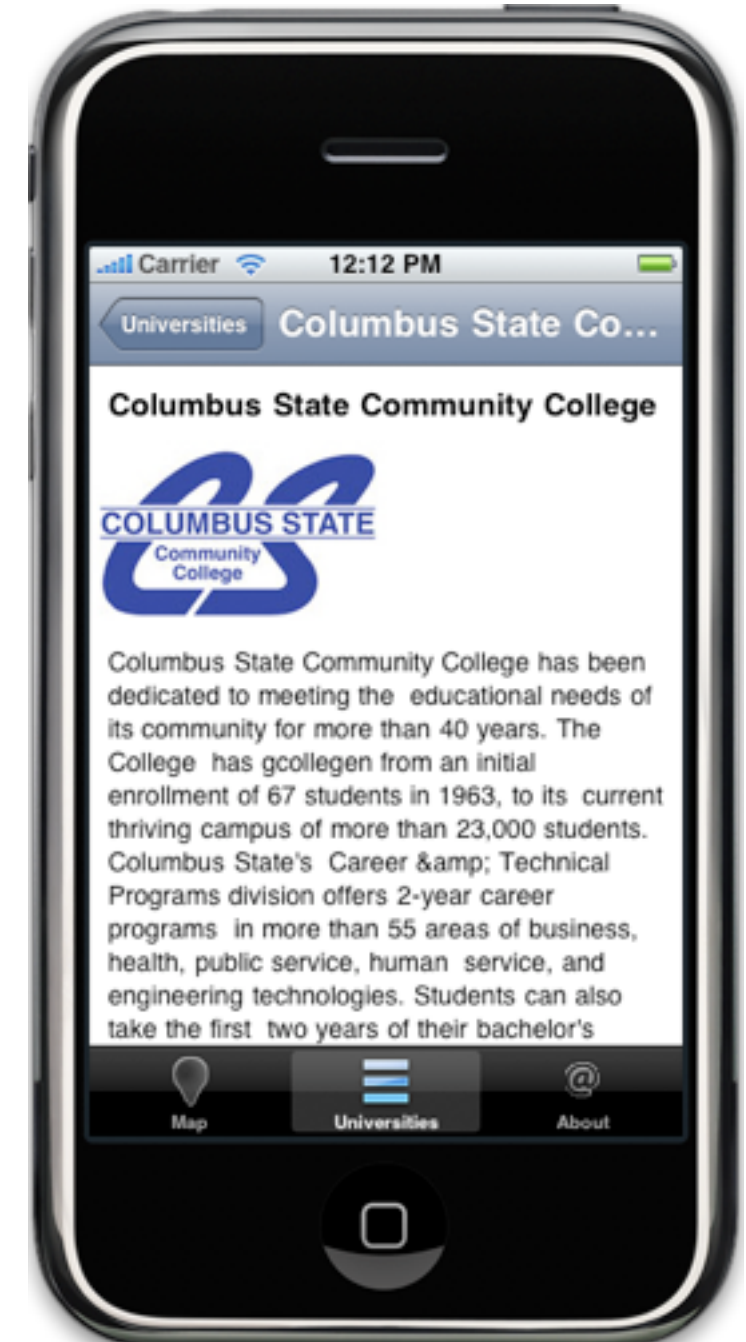 Carrier 12:12 PM
Universities Columbus State Co...
Columbus State Community College
COLUMBUS STATE
Community
College
Columbus State Community College has been
dedicated to meeting the educational needs of
its community for more than 40 years. The
College has gcollegen from an initial
enrollment of 67 students in 1963, to its current
thriving campus of more than 23,000 students.
Columbus State's Career &amp; Technical
Programs division offers 2-year career
programs in more than 55 areas of business,
health, public service, human service, and
engineering technologies. Students can also
take the first two years of their bachelor's
Map Universities About